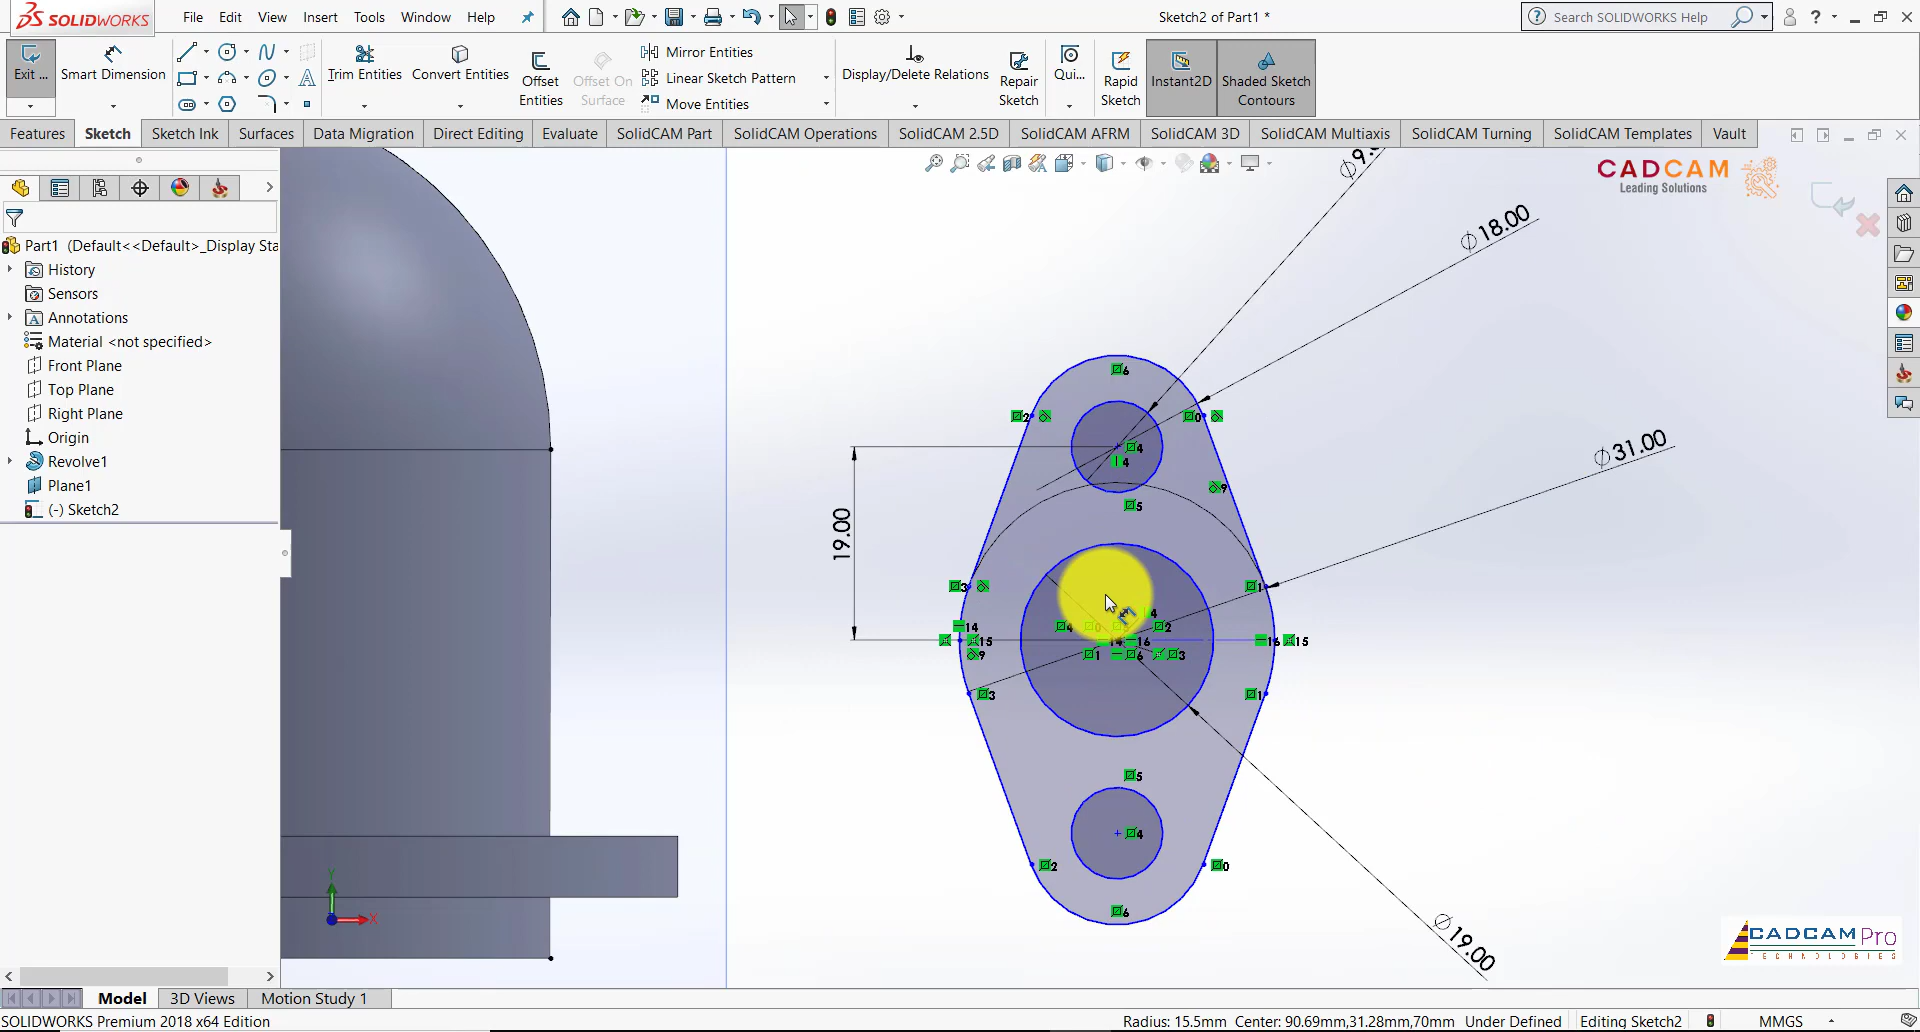 SOLIDWORKS
File Edit View Insert Tools Window Help
Sketch2 of Part1 *
Search SOLIDWORKS Help
Exit ...
Smart Dimension
Trim Entities
Convert Entities
Offset Entities
Offset On Surface
Mirror Entities
Linear Sketch Pattern
Move Entities
Display/Delete Relations
Repair Sketch
Qui...
Rapid Sketch
Instant2D
Shaded Sketch Contours
Features Sketch Sketch Ink Surfaces Data Migration Direct Editing Evaluate SolidCAM Part SolidCAM Operations SolidCAM 2.5D SolidCAM AFRM SolidCAM 3D SolidCAM Multiaxis SolidCAM Turning SolidCAM Templates Vault
CADCAM
Leading Solutions
Part1 (Default<<Default>_Display Sta
History
Sensors
Annotations
Material <not specified>
Front Plane
Top Plane
Right Plane
Origin
Revolve1
Plane1
(-) Sketch2
∅18.00
∅31.00
19.00
∅19.00
Y
X
CADCAM Pro
TECHNOLOGIES
Model 3D Views Motion Study 1
SOLIDWORKS Premium 2018 x64 Edition
Radius: 15.5mm Center: 90.69mm,31.28mm,70mm Under Defined Editing Sketch2 MMGS